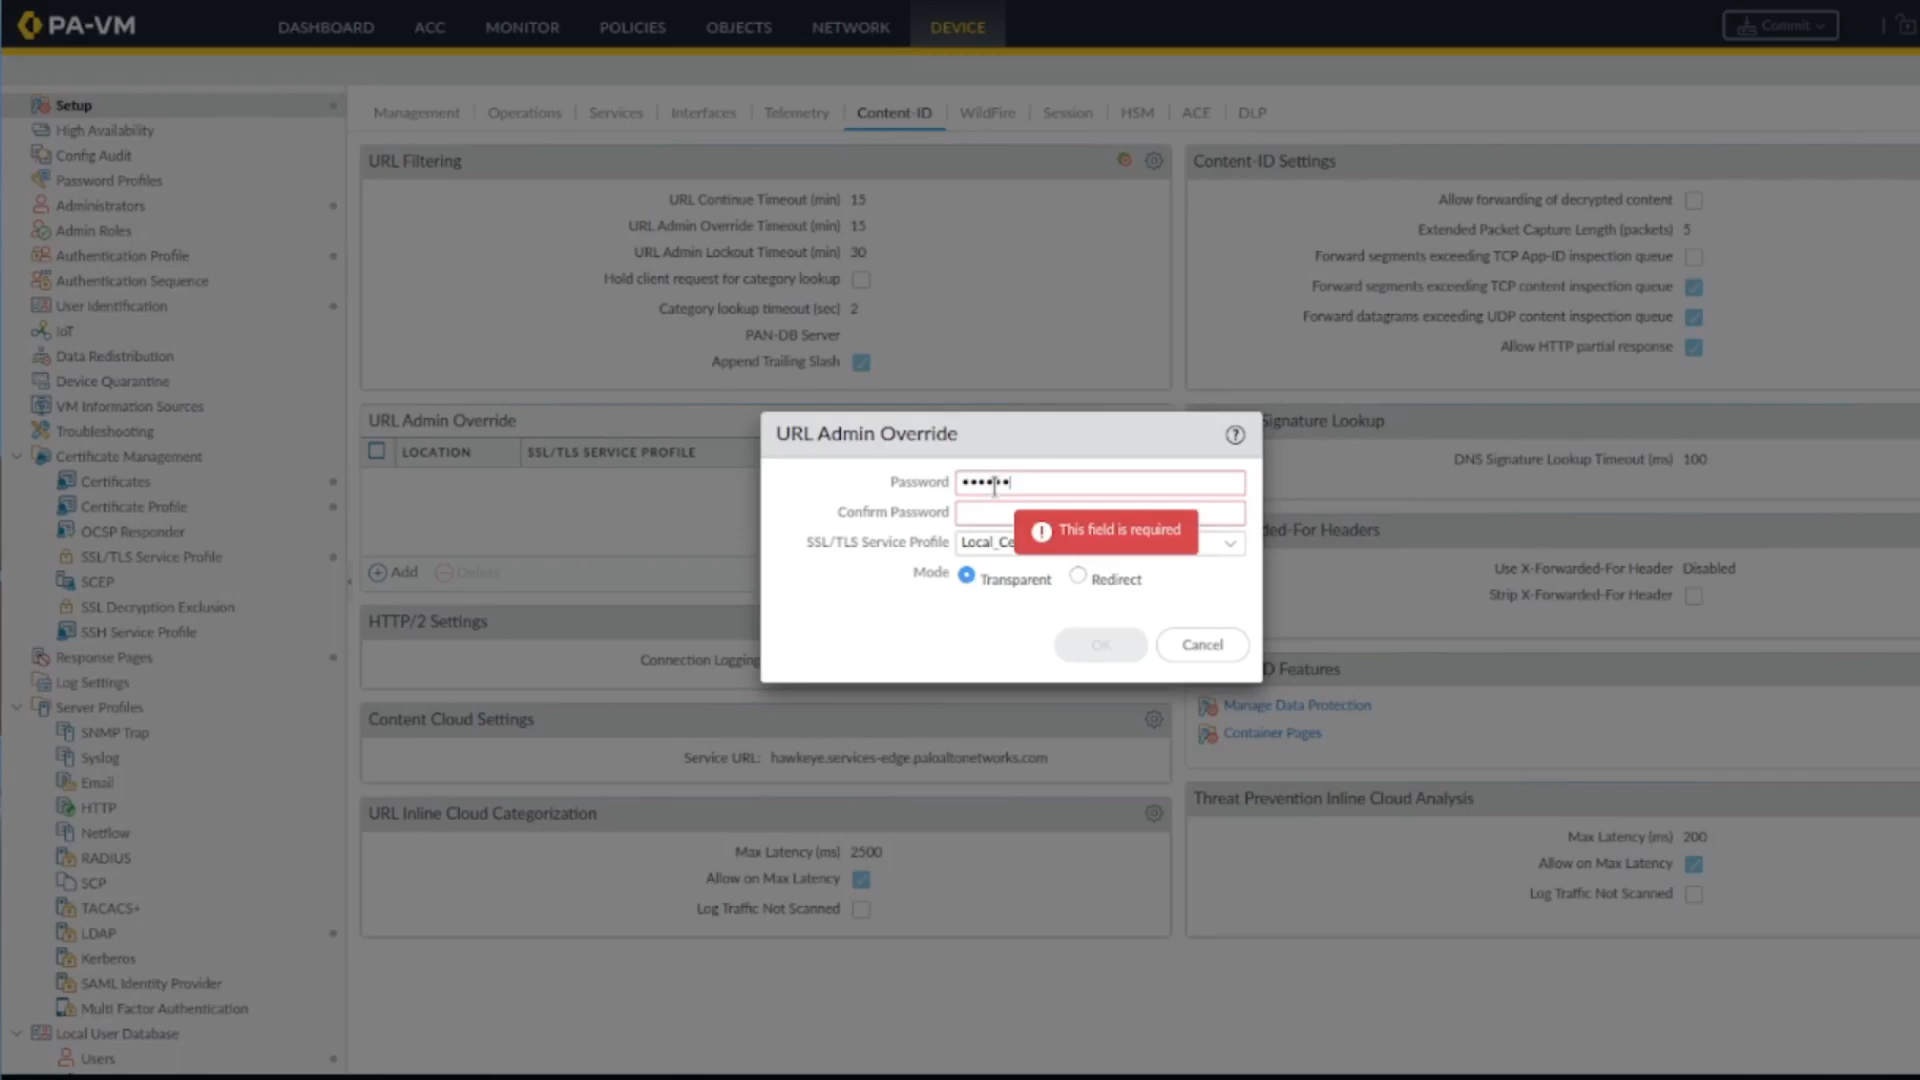 PA-VM
DASHBOARD ACC MONITOR POLICIES OBJECTS NETWORK DEVICE
Commit
Setup
High Availability
Config Audit
Password Profiles
Administrators
Admin Roles
Authentication Profile
Authentication Sequence
User Identification
IoT
Data Redistribution
Device Quarantine
VM Information Sources
Troubleshooting
Certificate Management
Certificates
Certificate Profile
OCSP Responder
SSL/TLS Service Profile
SCEP
SSL Decryption Exclusion
SSH Service Profile
Response Pages
Log Settings
Server Profiles
SNMP Trap
Syslog
Email
HTTP
Netflow
RADIUS
SCP
TACACS+
LDAP
Kerberos
SAML Identity Provider
Multi Factor Authentication
Local User Database
Users
Management Operations Services Interfaces Telemetry Content-ID WildFire Session HSM ACE DLP
URL Filtering
URL Continue Timeout (min) 15
URL Admin Override Timeout (min) 15
URL Admin Lockout Timeout (min) 30
Hold client request for category lookup
Category lookup timeout (sec) 2
PAN-DB Server
Append Trailing Slash
URL Admin Override
LOCATION SSL/TLS SERVICE PROFILE
Add Delete
HTTP/2 Settings
Connection Logging
Content Cloud Settings
Service URL: hawkeye.services-edge.paloaltonetworks.com
URL Inline Cloud Categorization
Max Latency (ms) 2500
Allow on Max Latency
Log Traffic Not Scanned
Content-ID Settings
Allow forwarding of decrypted content
Extended Packet Capture Length (packets) 5
Forward segments exceeding TCP App-ID inspection queue
Forward segments exceeding TCP content inspection queue
Forward datagrams exceeding UDP content inspection queue
Allow HTTP partial response
ignature Lookup
DNS Signature Lookup Timeout (ms) 100
ded-For Headers
Use X-Forwarded-For Header Disabled
Strip X-Forwarded-For Header
D Features
Manage Data Protection
Container Pages
Threat Prevention Inline Cloud Analysis
Max Latency (ms) 200
Allow on Max Latency
Log Traffic Not Scanned
URL Admin Override
Password ••••••
Confirm Password
This field is required
SSL/TLS Service Profile Local_Ce
Mode Transparent Redirect
OK Cancel